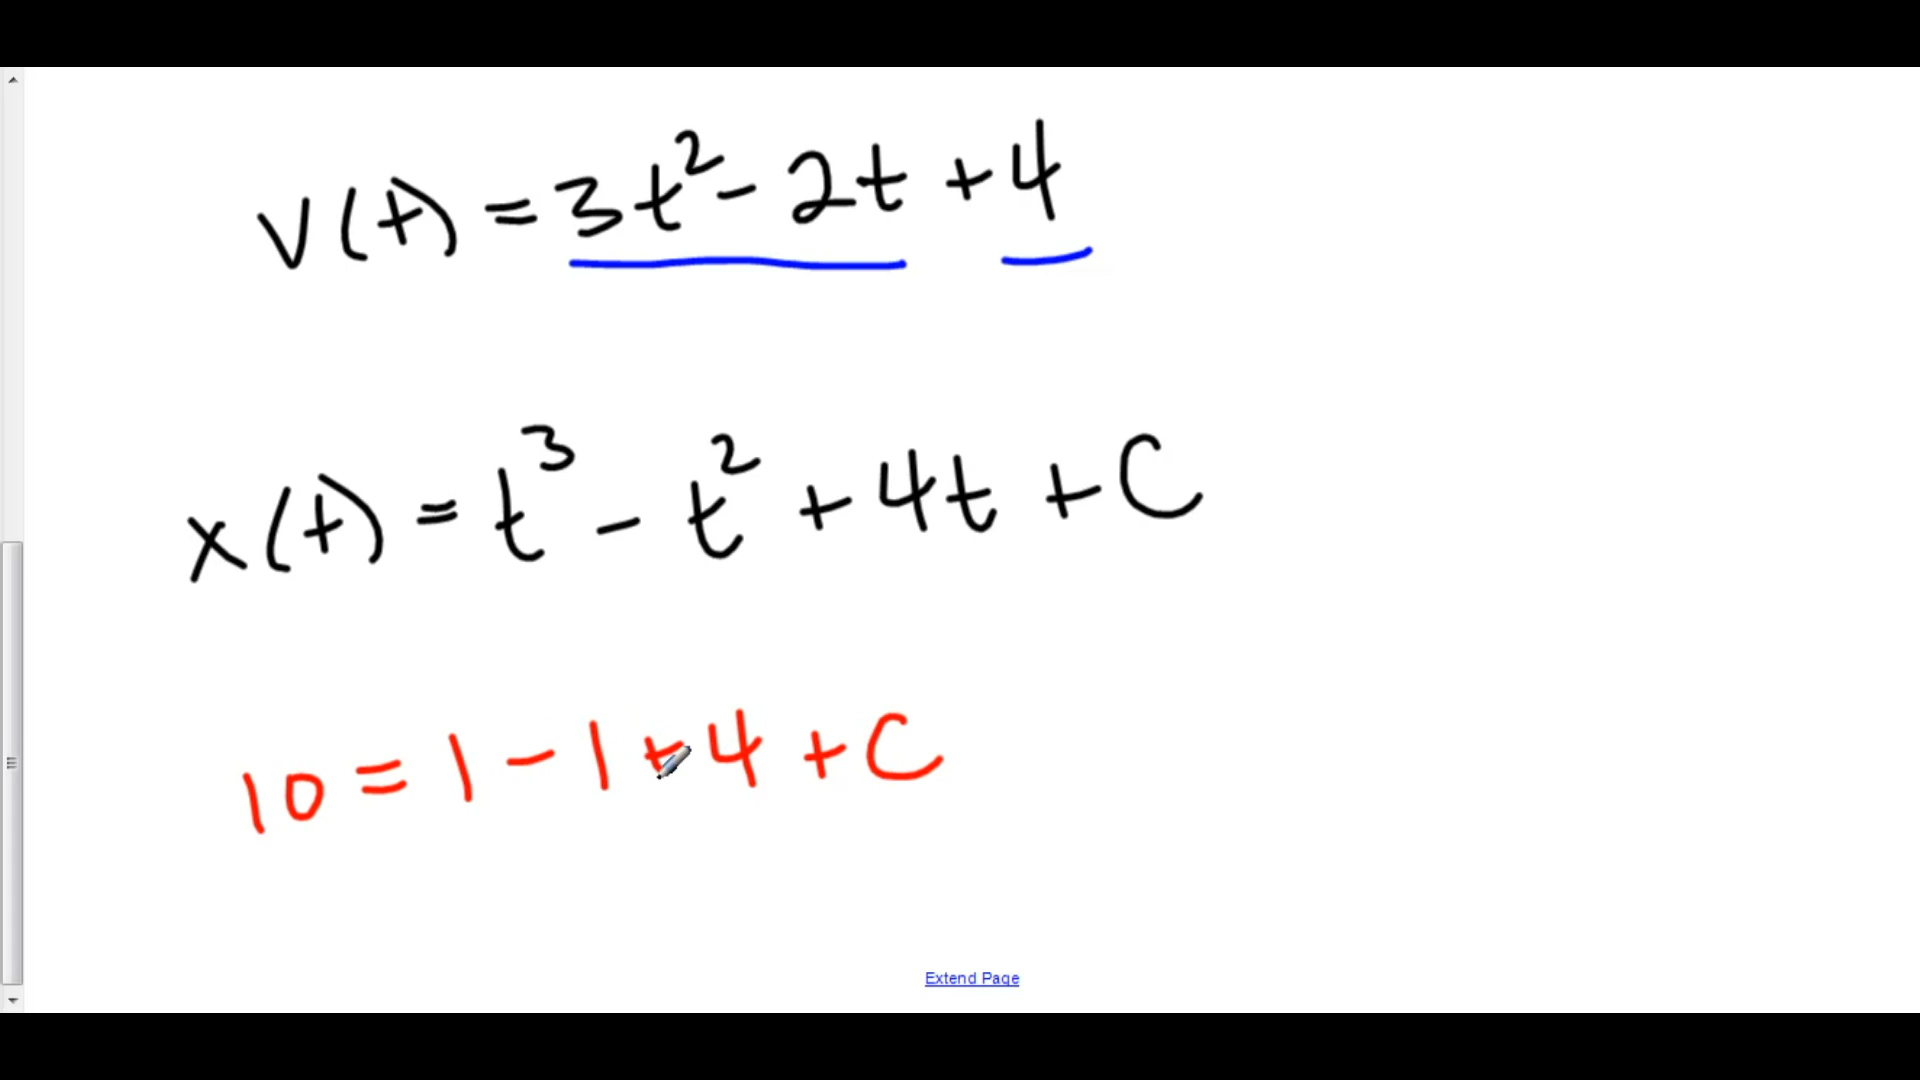 v(t) = 3t² - 2t + 4
x(t) = t³ - t² + 4t + C
10 = 1 - 1 + 4 + C
Extend Page